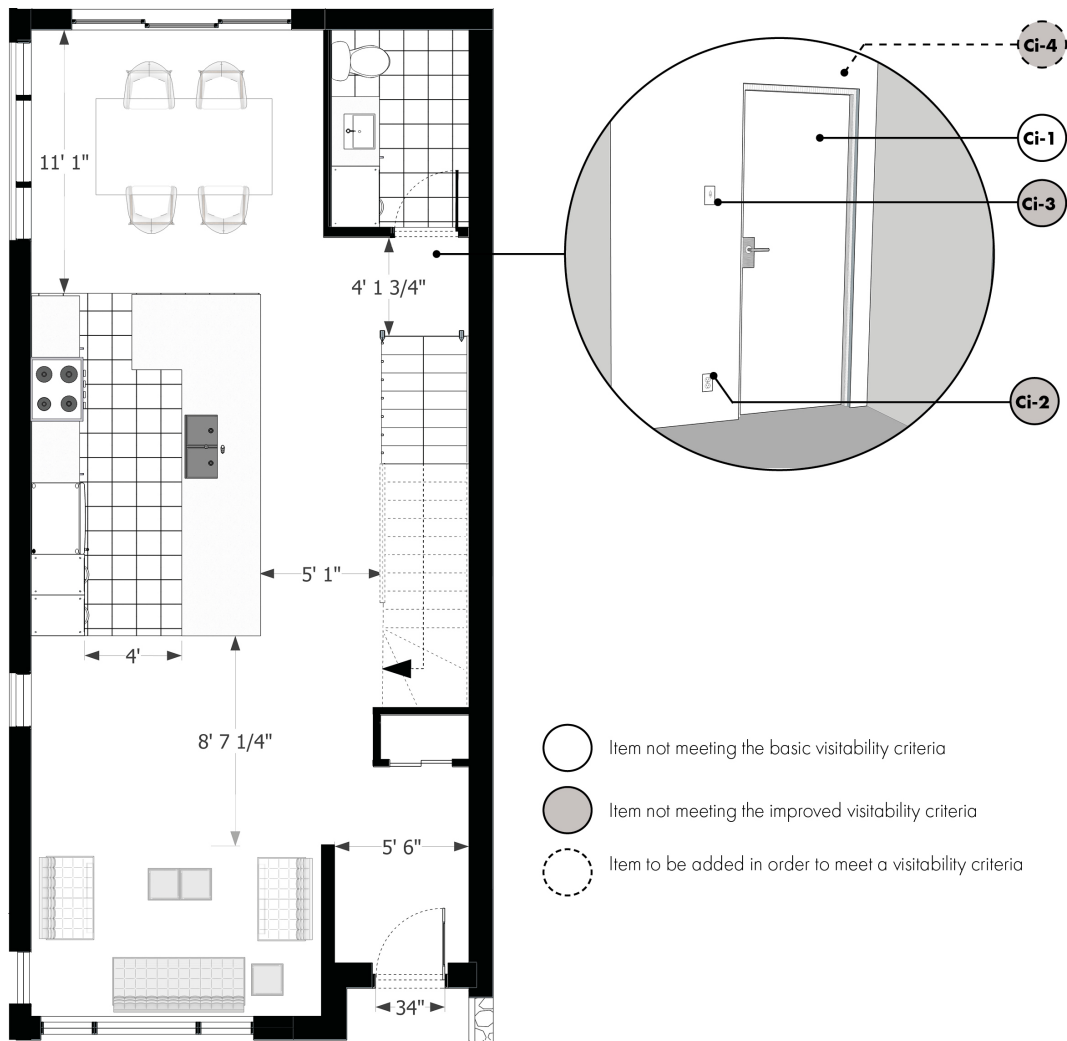 Ci-4
Ci-1
11' 1"
Ci-3
4' 1 3/4"
Ci-2
5' 1"
4'
8' 7 1/4"
Item not meeting the basic visitability criteria
Item not meeting the improved visitability criteria
5' 6"
Item to be added in order to meet a visitability criteria
34"